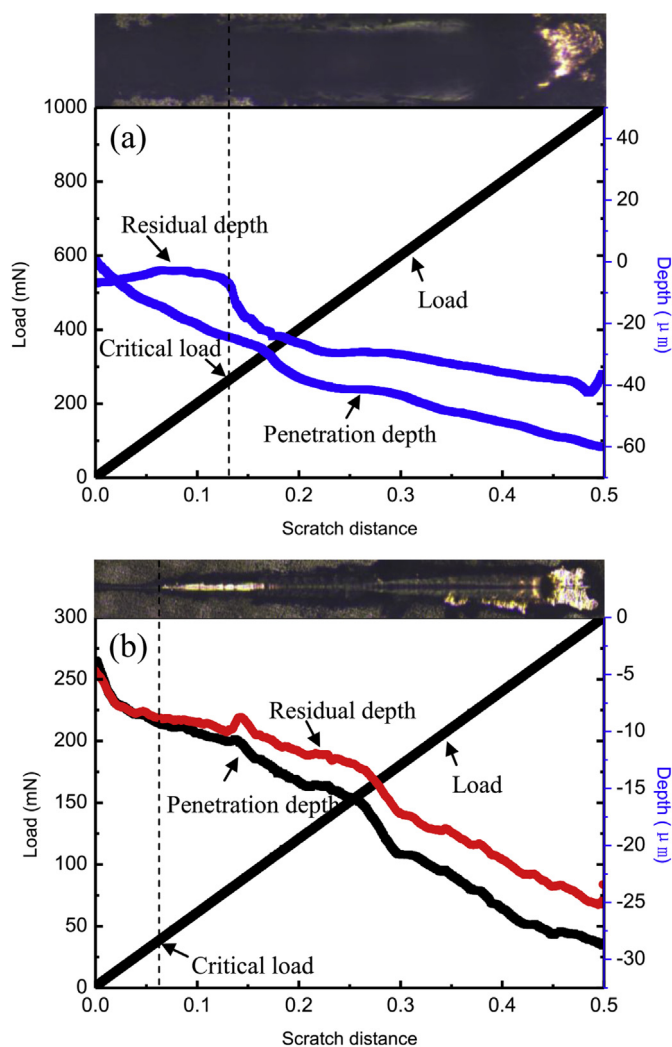 (a)
1000
800
600
400
200
0
Load (mN)
40
20
0
-20
-40
-60
Depth (μm)
Residual depth
Load
Critical load
Penetration depth
0.0 0.1 0.2 0.3 0.4 0.5
Scratch distance
(b)
300
250
200
150
100
50
0
Load (mN)
0
-5
-10
-15
-20
-25
-30
Depth (μm)
Residual depth
Load
Penetration depth
Critical load
0.0 0.1 0.2 0.3 0.4 0.5
Scratch distance